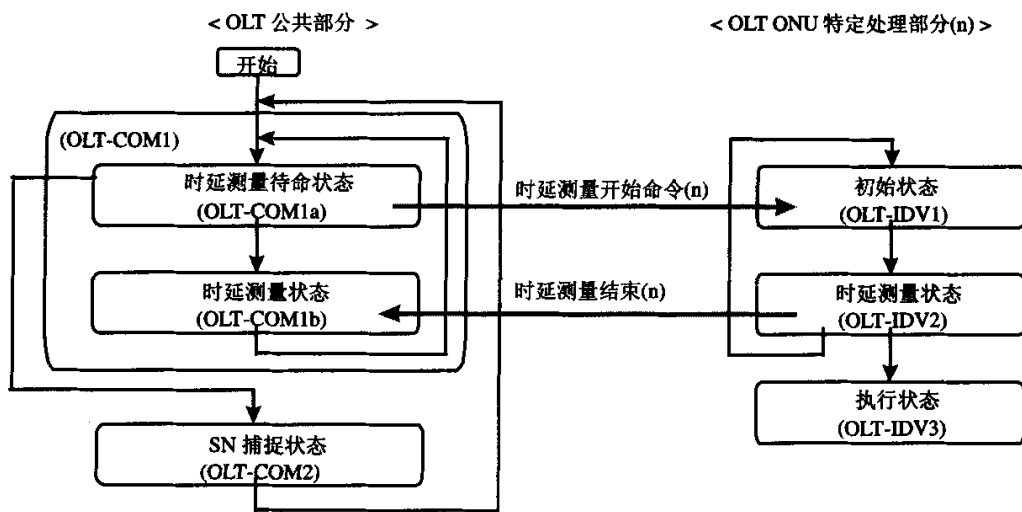 < OLT 公共部分 >
< OLT ONU 特定处理部分(n) >
开始
(OLT-COM1)
时延测量待命状态
(OLT-COM1a)
时延测量开始命令(n)
初始状态
(OLT-IDV1)
时延测量状态
(OLT-COM1b)
时延测量结束(n)
时延测量状态
(OLT-IDV2)
执行状态
(OLT-IDV3)
SN 捕捉状态
(OLT-COM2)